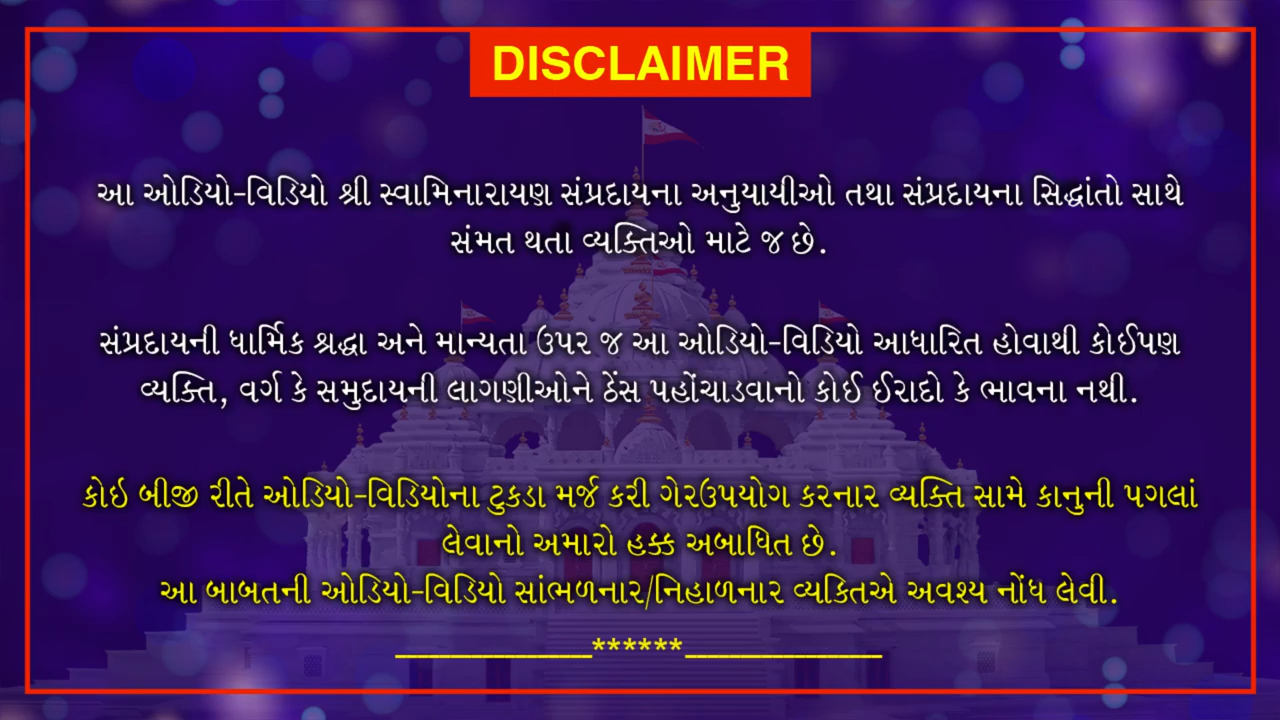 DISCLAIMER
આ ઓડિયો-વિડિયો શ્રી સ્વામિનારાયણ સંપ્રદાયના અનુયાયીઓ તથા સંપ્રદાયના સિદ્ધાંતો સાથે
સંમત થતા વ્યક્તિઓ માટે જ છે.
સંપ્રદાયની ધાર્મિક શ્રદ્ધા અને માન્યતા ઉપર જ આ ઓડિયો-વિડિયો આધારિત હોવાથી કોઈપણ
વ્યક્તિ, વર્ગ કે સમુદાયની લાગણીઓને ઠેંસ પહોંચાડવાનો કોઈ ઈરાદો કે ભાવના નથી.
કોઇ બીજી રીતે ઓડિયો-વિડિયોના ટુકડા મર્જ કરી ગેરઉપયોગ કરનાર વ્યક્તિ સામે કાનુની પગલાં
લેવાનો અમારો હક્ક અબાધિત છે.
આ બાબતની ઓડિયો-વિડિયો સાંભળનાર/નિહાળનાર વ્યકિતએ અવશ્ય નોંધ લેવી.
__________________******__________________